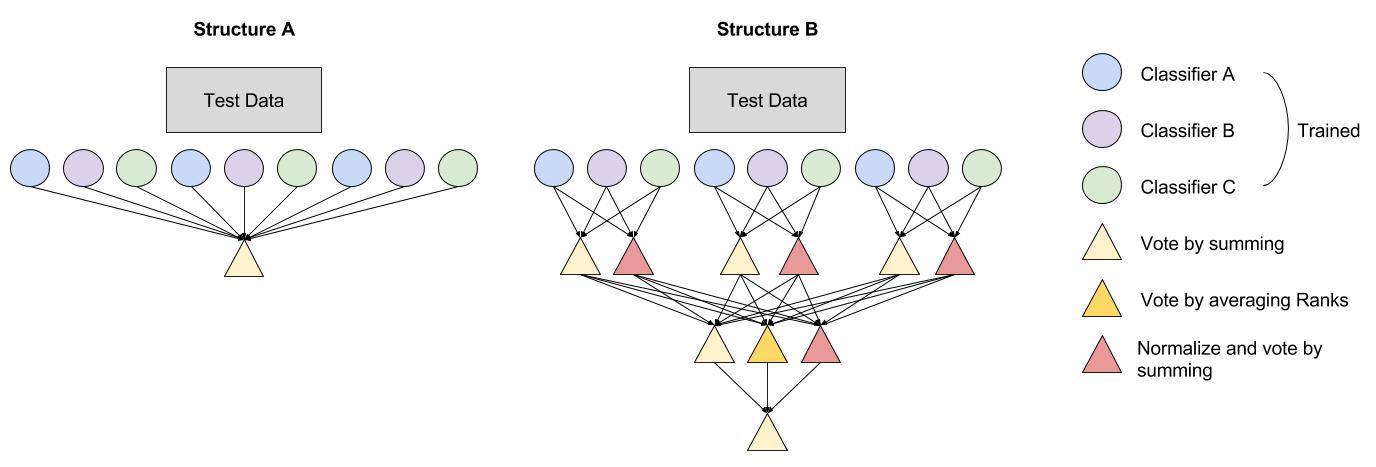 Structure A
Structure B
Test Data
Test Data
Classifier A
Classifier B
Trained
Classifier C
Vote by summing
Vote by averaging Ranks
Normalize and vote by
summing